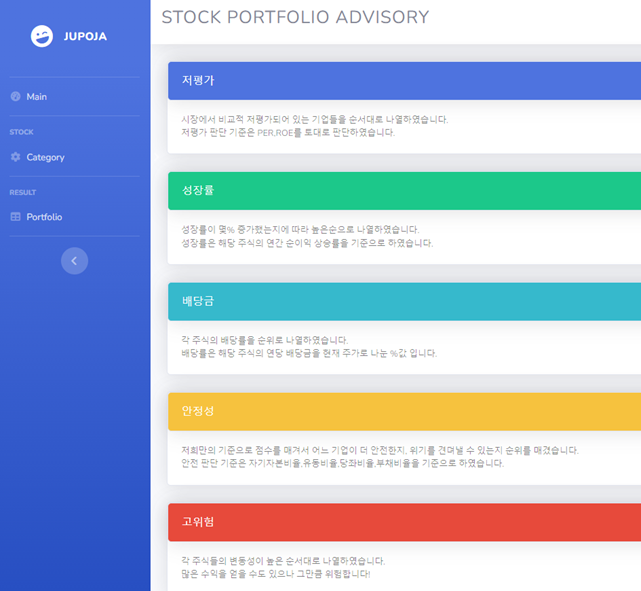 JUPOJA
Main
STOCK
Category
RESULT
Portfolio
STOCK PORTFOLIO ADVISORY
저평가
시장에서 비교적 저평가되어 있는 기업들을 순서대로 나열하였습니다.
저평가 판단 기준은 PER,ROE를 토대로 판단하였습니다.
성장률
성장률이 몇% 증가했는지에 따라 높은순으로 나열하였습니다.
성장률은 해당 주식의 연간 순이익 상승률을 기준으로 하였습니다.
배당금
각 주식의 배당률을 순위로 나열하였습니다.
배당률은 해당 주식의 연당 배당금을 현재 주가로 나눈 %값 입니다.
안정성
저희만의 기준으로 점수를 매겨서 어느 기업이 더 안전한지, 위기를 견뎌낼 수 있는지 순위를 매겼습니다.
안전 판단 기준은 자기자본비율,유동비율,당좌비율,부채비율을 기준으로 하였습니다.
고위험
각 주식들의 변동성이 높은 순서대로 나열하였습니다.
많은 수익을 얻을 수도 있으나 그만큼 위험합니다!